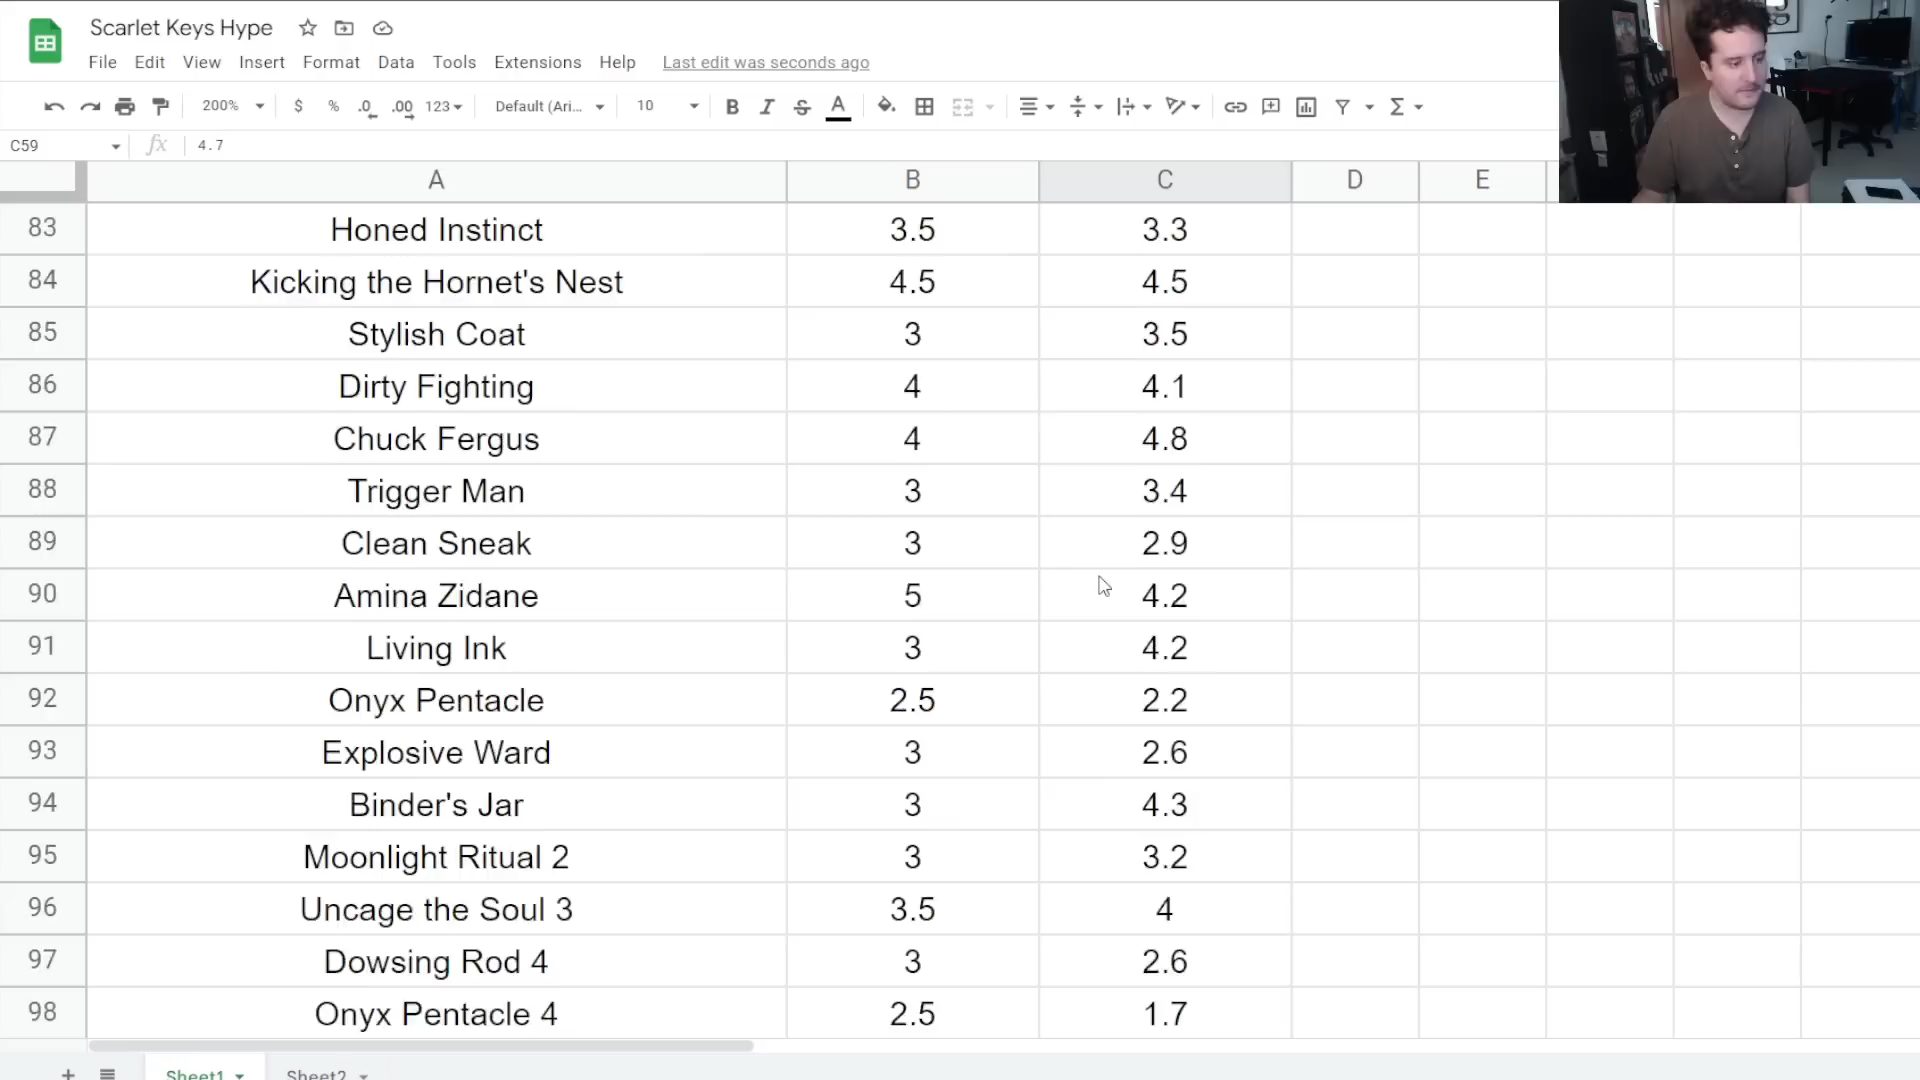 Scarlet Keys Hype
File Edit View Insert Format Data Tools Extensions Help Last edit was seconds ago
200% $ % .0 .00 123 Default (Ari... 10 B I S A
C59 fx 4.7
A B C D E
83 Honed Instinct 3.5 3.3
84 Kicking the Hornet's Nest 4.5 4.5
85 Stylish Coat 3 3.5
86 Dirty Fighting 4 4.1
87 Chuck Fergus 4 4.8
88 Trigger Man 3 3.4
89 Clean Sneak 3 2.9
90 Amina Zidane 5 4.2
91 Living Ink 3 4.2
92 Onyx Pentacle 2.5 2.2
93 Explosive Ward 3 2.6
94 Binder's Jar 3 4.3
95 Moonlight Ritual 2 3 3.2
96 Uncage the Soul 3 3.5 4
97 Dowsing Rod 4 3 2.6
98 Onyx Pentacle 4 2.5 1.7
Sheet1 Sheet2